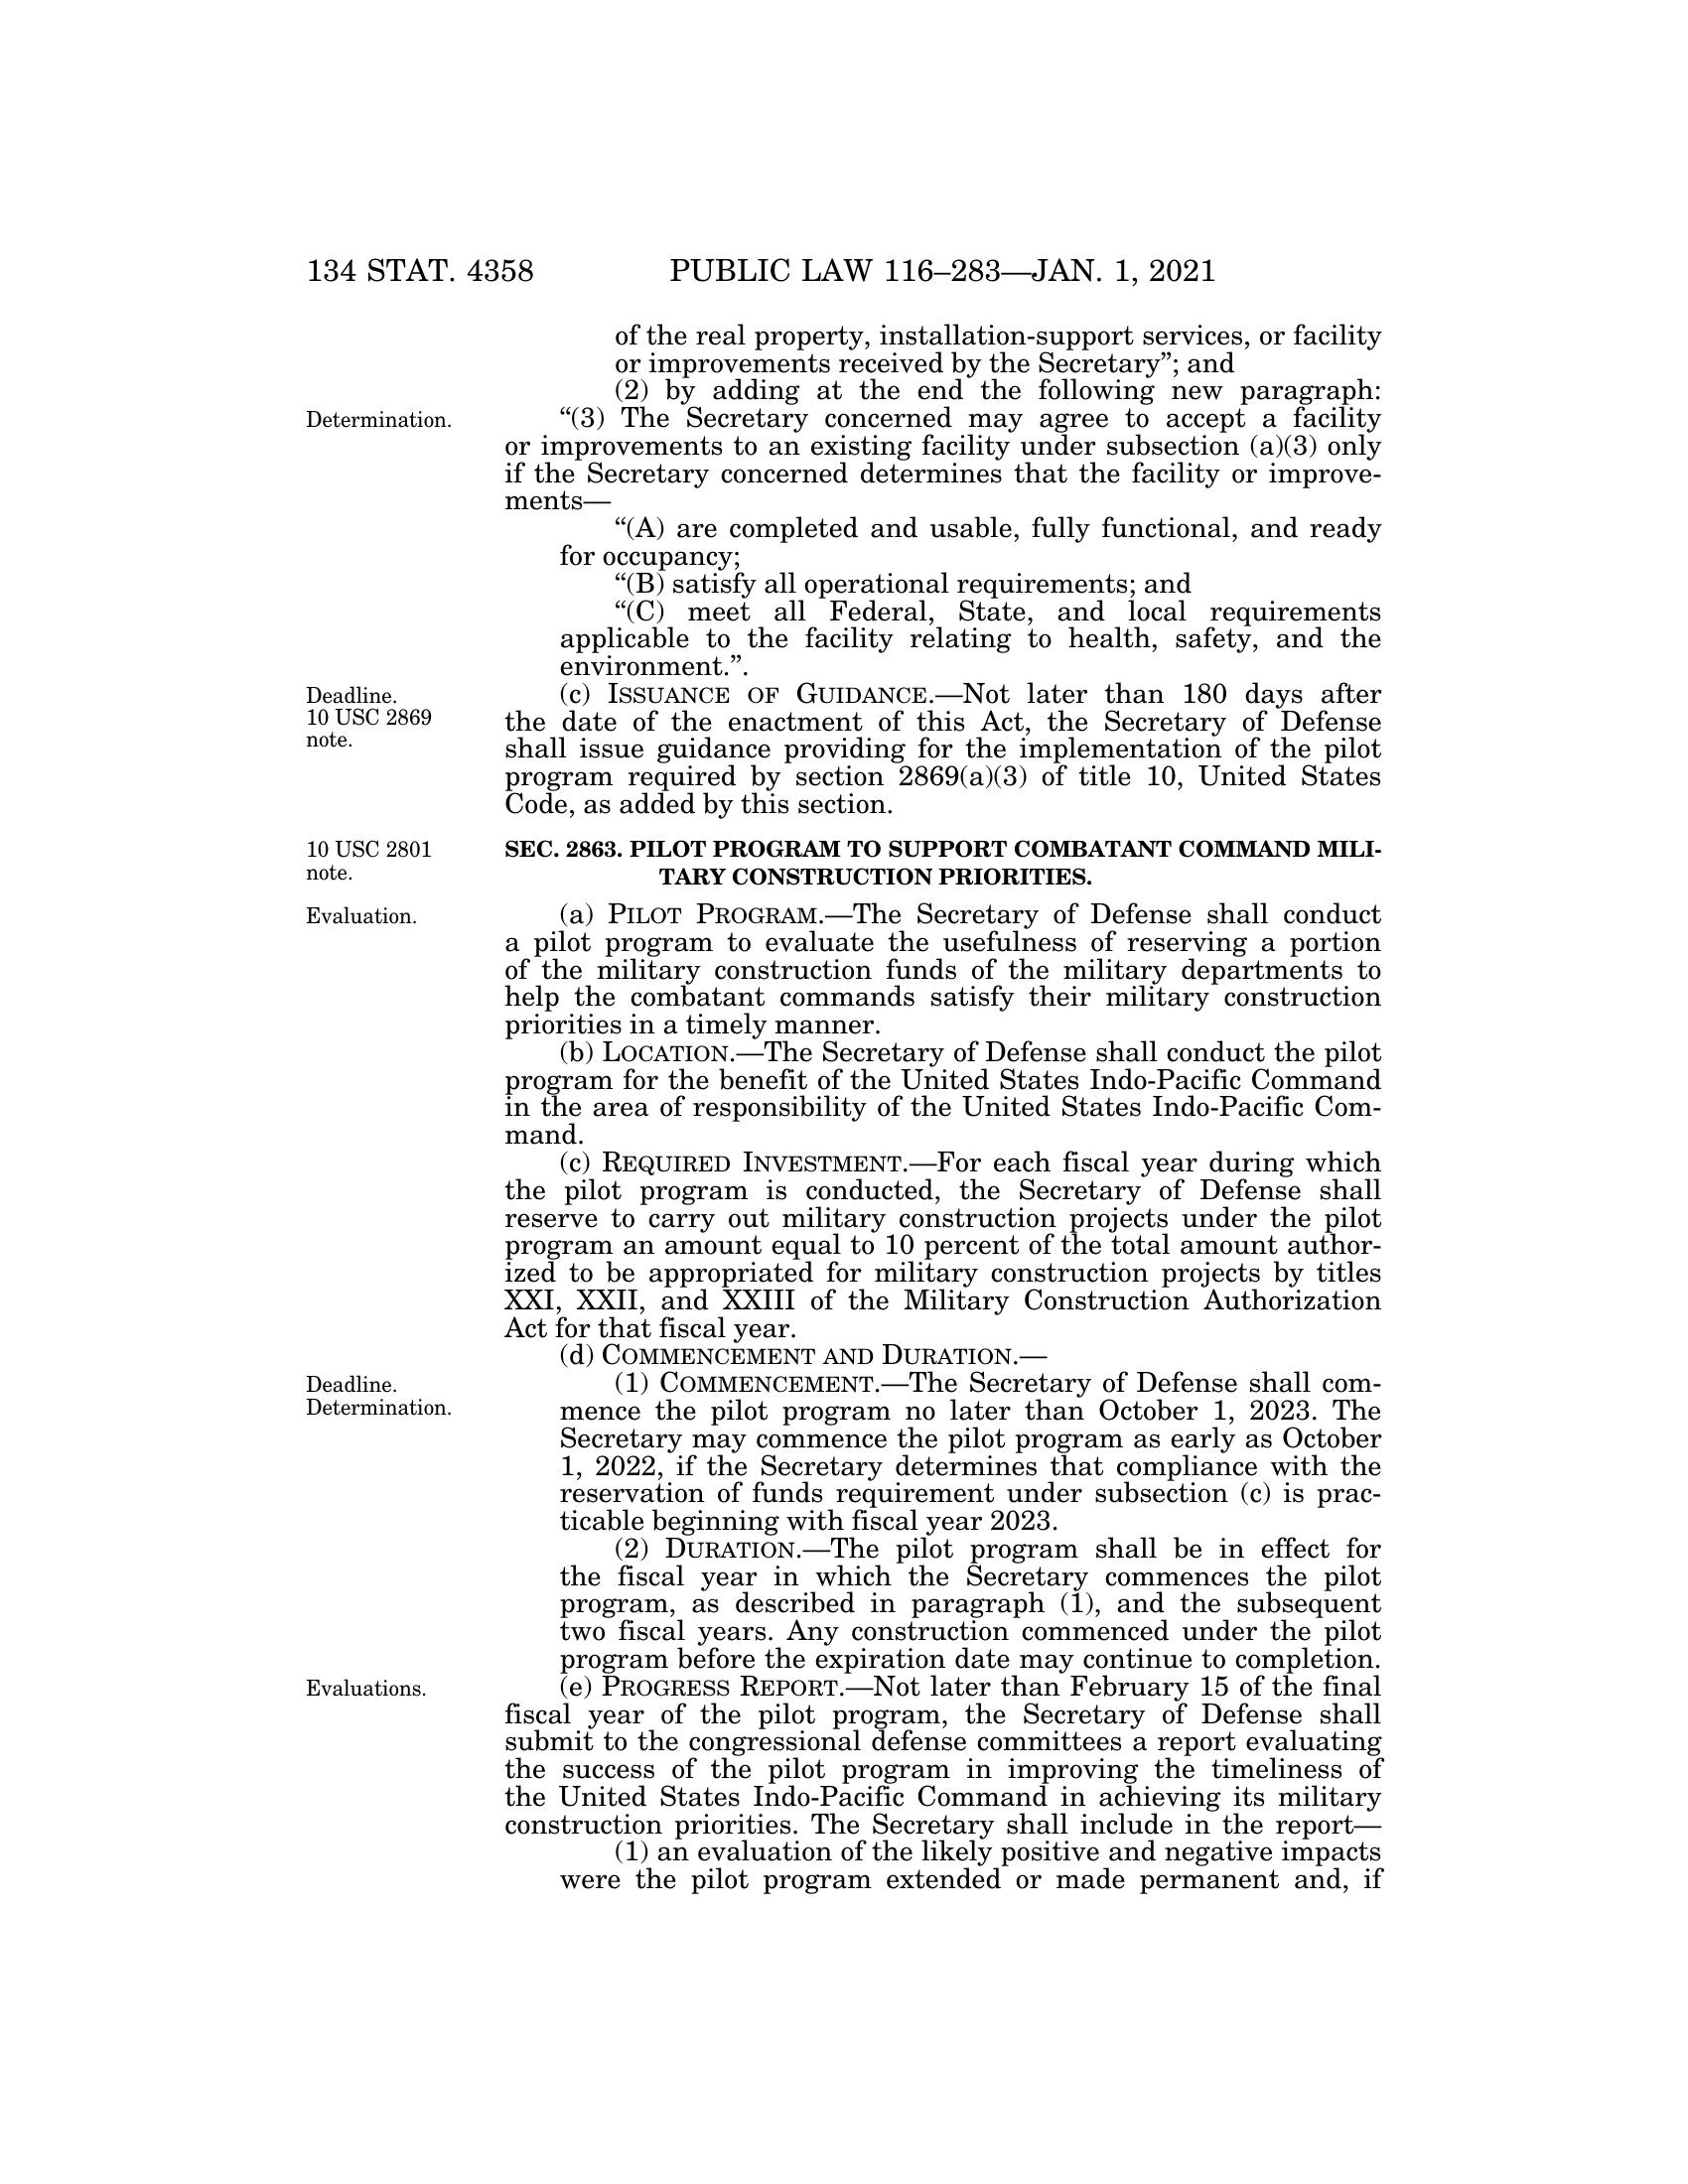 134 STAT. 4358 PUBLIC LAW 116–283—JAN. 1, 2021
of the real property, installation-support services, or facility
or improvements received by the Secretary”; and
(2) by adding at the end the following new paragraph:
Determination.
“(3) The Secretary concerned may agree to accept a facility
or improvements to an existing facility under subsection (a)(3) only
if the Secretary concerned determines that the facility or improve-
ments—
“(A) are completed and usable, fully functional, and ready
for occupancy;
“(B) satisfy all operational requirements; and
“(C) meet all Federal, State, and local requirements
applicable to the facility relating to health, safety, and the
environment.”.
Deadline.
10 USC 2869
note.
(c) ISSUANCE OF GUIDANCE.—Not later than 180 days after
the date of the enactment of this Act, the Secretary of Defense
shall issue guidance providing for the implementation of the pilot
program required by section 2869(a)(3) of title 10, United States
Code, as added by this section.
10 USC 2801
note.
SEC. 2863. PILOT PROGRAM TO SUPPORT COMBATANT COMMAND MILI-
TARY CONSTRUCTION PRIORITIES.
Evaluation.
(a) PILOT PROGRAM.—The Secretary of Defense shall conduct
a pilot program to evaluate the usefulness of reserving a portion
of the military construction funds of the military departments to
help the combatant commands satisfy their military construction
priorities in a timely manner.
(b) LOCATION.—The Secretary of Defense shall conduct the pilot
program for the benefit of the United States Indo-Pacific Command
in the area of responsibility of the United States Indo-Pacific Com-
mand.
(c) REQUIRED INVESTMENT.—For each fiscal year during which
the pilot program is conducted, the Secretary of Defense shall
reserve to carry out military construction projects under the pilot
program an amount equal to 10 percent of the total amount author-
ized to be appropriated for military construction projects by titles
XXI, XXII, and XXIII of the Military Construction Authorization
Act for that fiscal year.
(d) COMMENCEMENT AND DURATION.—
Deadline.
Determination.
(1) COMMENCEMENT.—The Secretary of Defense shall com-
mence the pilot program no later than October 1, 2023. The
Secretary may commence the pilot program as early as October
1, 2022, if the Secretary determines that compliance with the
reservation of funds requirement under subsection (c) is prac-
ticable beginning with fiscal year 2023.
(2) DURATION.—The pilot program shall be in effect for
the fiscal year in which the Secretary commences the pilot
program, as described in paragraph (1), and the subsequent
two fiscal years. Any construction commenced under the pilot
program before the expiration date may continue to completion.
Evaluations.
(e) PROGRESS REPORT.—Not later than February 15 of the final
fiscal year of the pilot program, the Secretary of Defense shall
submit to the congressional defense committees a report evaluating
the success of the pilot program in improving the timeliness of
the United States Indo-Pacific Command in achieving its military
construction priorities. The Secretary shall include in the report—
(1) an evaluation of the likely positive and negative impacts
were the pilot program extended or made permanent and, if